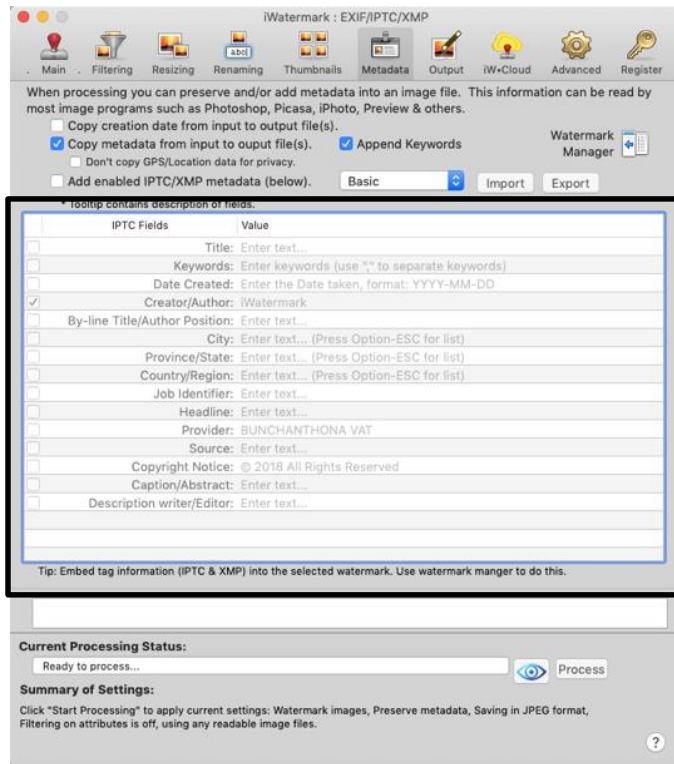 iWatermark : EXIF/IPTC/XMP
. Main . Filtering Resizing Renaming Thumbnails Metadata Output iW•Cloud Advanced Register
abc
When processing you can preserve and/or add metadata into an image file. This information can be read by
most image programs such as Photoshop, Picasa, iPhoto, Preview & others.
Copy creation date from input to output file(s).
Copy metadata from input to ouput file(s). Append Keywords
Watermark
Manager
Don't copy GPS/Location data for privacy.
Add enabled IPTC/XMP metadata (below). Basic Import Export
* Tooltip contains description of fields.
IPTC Fields Value
Title: Enter text...
Keywords: Enter keywords (use "," to separate keywords)
Date Created: Enter the Date taken, format: YYYY-MM-DD
Creator/Author: iWatermark
By-line Title/Author Position: Enter text...
City: Enter text... (Press Option-ESC for list)
Province/State: Enter text... (Press Option-ESC for list)
Country/Region: Enter text... (Press Option-ESC for list)
Job Identifier: Enter text...
Headline: Enter text...
Provider: BUNCHANTHONA VAT
Source: Enter text...
Copyright Notice: © 2018 All Rights Reserved
Caption/Abstract: Enter text...
Description writer/Editor: Enter text...
Tip: Embed tag information (IPTC & XMP) into the selected watermark. Use watermark manger to do this.
Current Processing Status:
Ready to process...
Process
Summary of Settings:
Click "Start Processing" to apply current settings: Watermark images, Preserve metadata, Saving in JPEG format,
Filtering on attributes is off, using any readable image files.
?